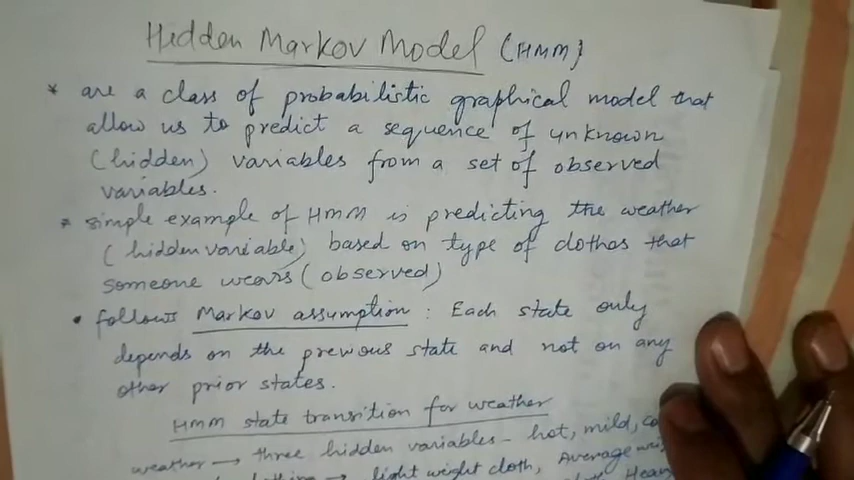 Hidden Markov Model (HMM)
* are a class of probabilistic graphical model that
allow us to predict a sequence of unknown
(hidden) variables from a set of observed
variables.
* simple example of HMM is predicting the weather
(hidden variable) based on type of clothes that
someone wears (observed)
• follows Markov assumption : Each state only
depends on the previous state and not on any
other prior states.
HMM state transition for weather
weather → three hidden variables - hot, mild,
→ light weight cloth, Average